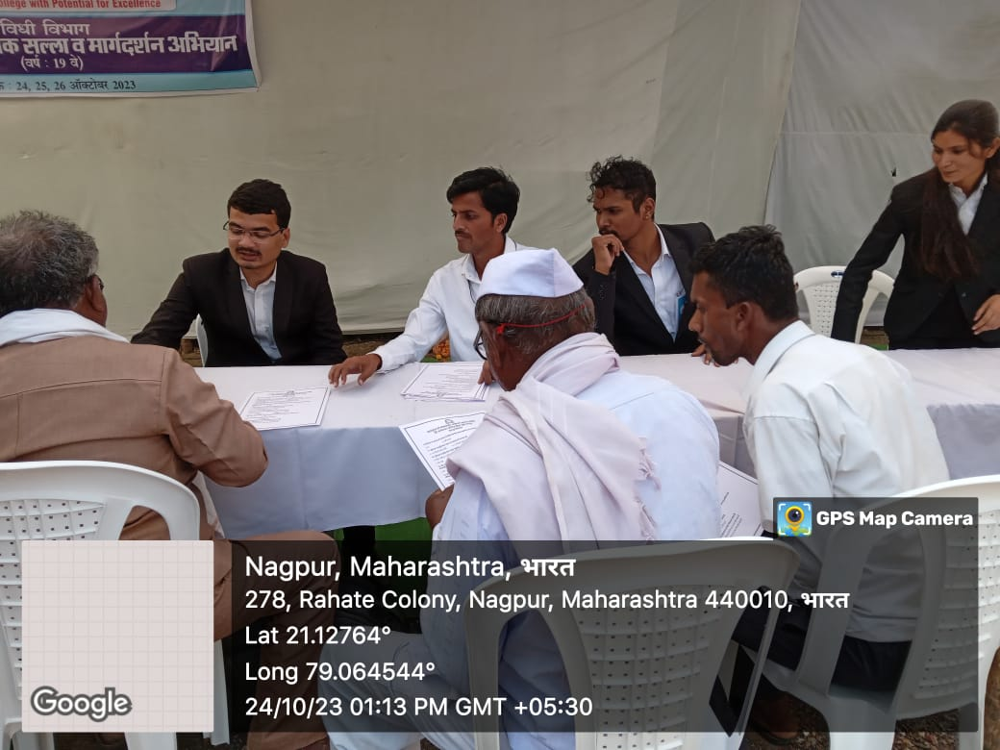 College with Potential for Excellence
विधी विभाग
सल्ला व मार्गदर्शन अभियान
(वर्ष : 19 वे)
: 24, 25, 26 ऑक्टोबर 2023
GPS Map Camera
Nagpur, Maharashtra, भारत
278, Rahate Colony, Nagpur, Maharashtra 440010, भारत
Lat 21.12764°
Long 79.064544°
24/10/23 01:13 PM GMT +05:30
Google